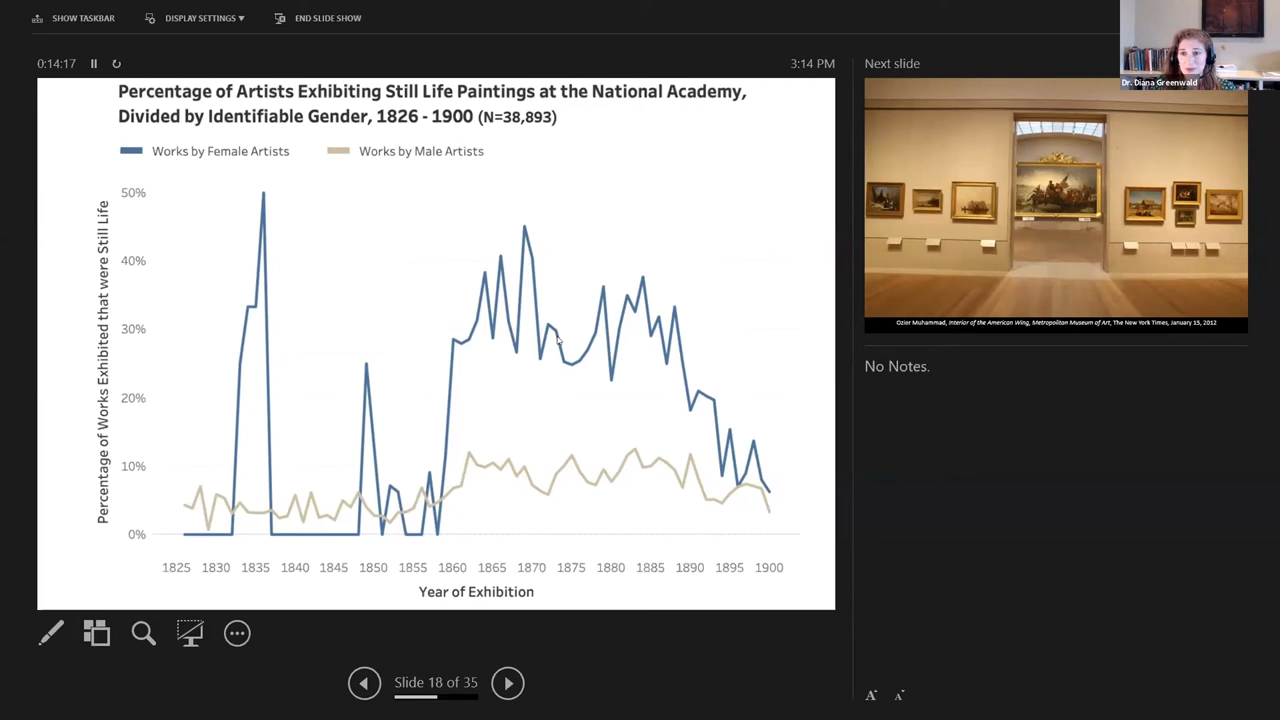 SHOW TASKBAR
DISPLAY SETTINGS ▼
END SLIDE SHOW
0:14:17
3:14 PM
Next slide
Dr. Diana Greenwald
Percentage of Artists Exhibiting Still Life Paintings at the National Academy,
Divided by Identifiable Gender, 1826 - 1900 (N=38,893)
Works by Female Artists
Works by Male Artists
Percentage of Works Exhibited that were Still Life
50%
40%
30%
20%
10%
0%
1825 1830 1835 1840 1845 1850 1855 1860 1865 1870 1875 1880 1885 1890 1895 1900
Year of Exhibition
Ozier Muhammad, Interior of the American Wing, Metropolitan Museum of Art, The New York Times, January 15, 2012
No Notes.
Slide 18 of 35
A A